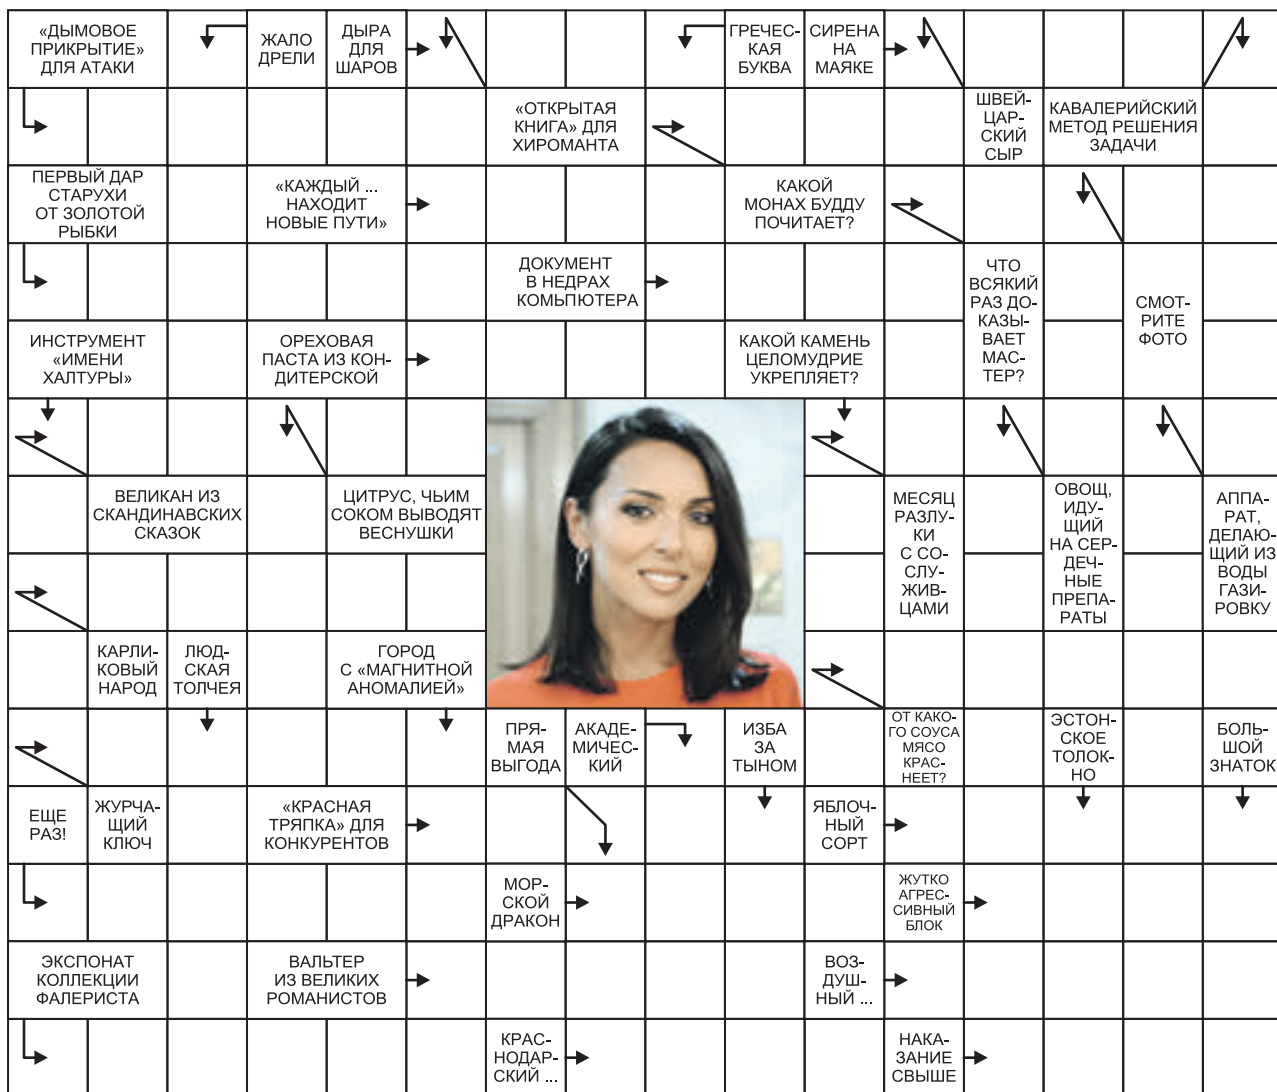 «ДЫМОВОЕ
ПРИКРЫТИЕ»
ДЛЯ АТАКИ
ЖАЛО
ДРЕЛИ
ДЫРА
ДЛЯ
ШАРОВ
ГРЕЧЕС-
КАЯ
БУКВА
СИРЕНА
НА
МАЯКЕ
«ОТКРЫТАЯ
КНИГА» ДЛЯ
ХИРОМАНТА
ШВЕЙ-
ЦАР-
СКИЙ
СЫР
КАВАЛЕРИЙСКИЙ
МЕТОД РЕШЕНИЯ
ЗАДАЧИ
ПЕРВЫЙ ДАР
СТАРУХИ
ОТ ЗОЛОТОЙ
РЫБКИ
«КАЖДЫЙ ...
НАХОДИТ
НОВЫЕ ПУТИ»
КАКОЙ
МОНАХ БУДДУ
ПОЧИТАЕТ?
ДОКУМЕНТ
В НЕДРАХ
КОМЬПЮТЕРА
ЧТО
ВСЯКИЙ
РАЗ ДО-
КАЗЫ-
ВАЕТ
МАС-
ТЕР?
СМОТ-
РИТЕ
ФОТО
ИНСТРУМЕНТ
«ИМЕНИ
ХАЛТУРЫ»
ОРЕХОВАЯ
ПАСТА ИЗ КОН-
ДИТЕРСКОЙ
КАКОЙ КАМЕНЬ
ЦЕЛОМУДРИЕ
УКРЕПЛЯЕТ?
ВЕЛИКАН ИЗ
СКАНДИНАВСКИХ
СКАЗОК
ЦИТРУС, ЧЬИМ
СОКОМ ВЫВОДЯТ
ВЕСНУШКИ
МЕСЯЦ
РАЗЛУ-
КИ
С СО-
СЛУ-
ЖИВ-
ЦАМИ
ОВОЩ,
ИДУ-
ЩИЙ
НА СЕР-
ДЕЧ-
НЫЕ
ПРЕПА-
РАТЫ
АППА-
РАТ,
ДЕЛАЮ-
ЩИЙ ИЗ
ВОДЫ
ГАЗИ-
РОВКУ
КАРЛИ-
КОВЫЙ
НАРОД
ЛЮД-
СКАЯ
ТОЛЧЕЯ
ГОРОД
С «МАГНИТНОЙ
АНОМАЛИЕЙ»
ПРЯ-
МАЯ
ВЫГОДА
АКАДЕ-
МИЧЕС-
КИЙ
ИЗБА
ЗА
ТЫНОМ
ОТ КАКО-
ГО СОУСА
МЯСО
КРАС-
НЕЕТ?
ЭСТОН-
СКОЕ
ТОЛОК-
НО
БОЛЬ-
ШОЙ
ЗНАТОК
ЕЩЕ
РАЗ!
ЖУРЧА-
ЩИЙ
КЛЮЧ
«КРАСНАЯ
ТРЯПКА» ДЛЯ
КОНКУРЕНТОВ
ЯБЛОЧ-
НЫЙ
СОРТ
МОР-
СКОЙ
ДРАКОН
ЖУТКО
АГРЕС-
СИВНЫЙ
БЛОК
ЭКСПОНАТ
КОЛЛЕКЦИИ
ФАЛЕРИСТА
ВАЛЬТЕР
ИЗ ВЕЛИКИХ
РОМАНИСТОВ
ВОЗ-
ДУШ-
НЫЙ ...
КРАС-
НОДАР-
СКИЙ ...
НАКА-
ЗАНИЕ
СВЫШЕ